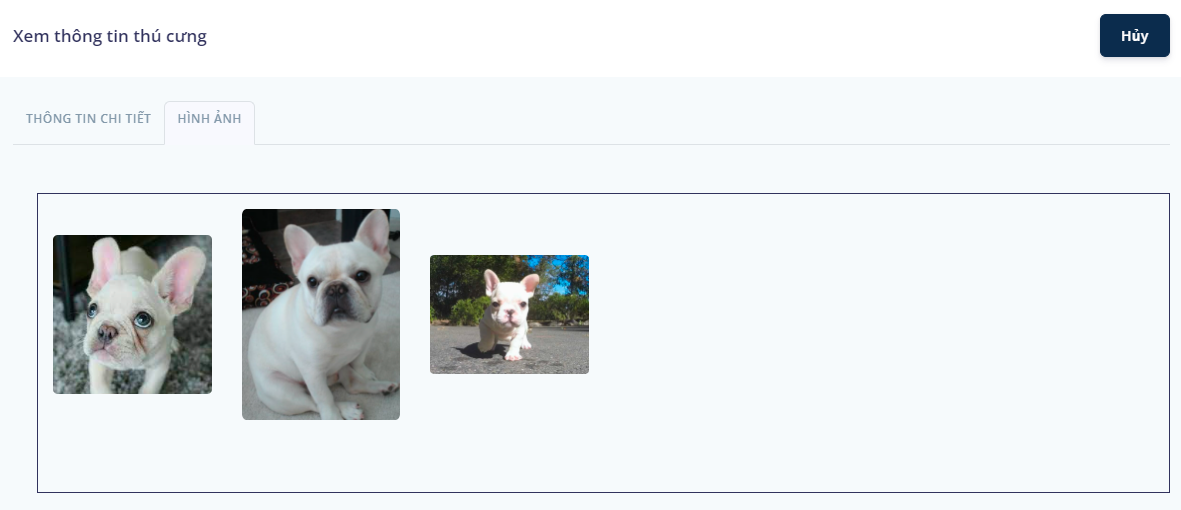 Xem thông tin thú cưng
Hủy
THÔNG TIN CHI TIẾT
HÌNH ẢNH